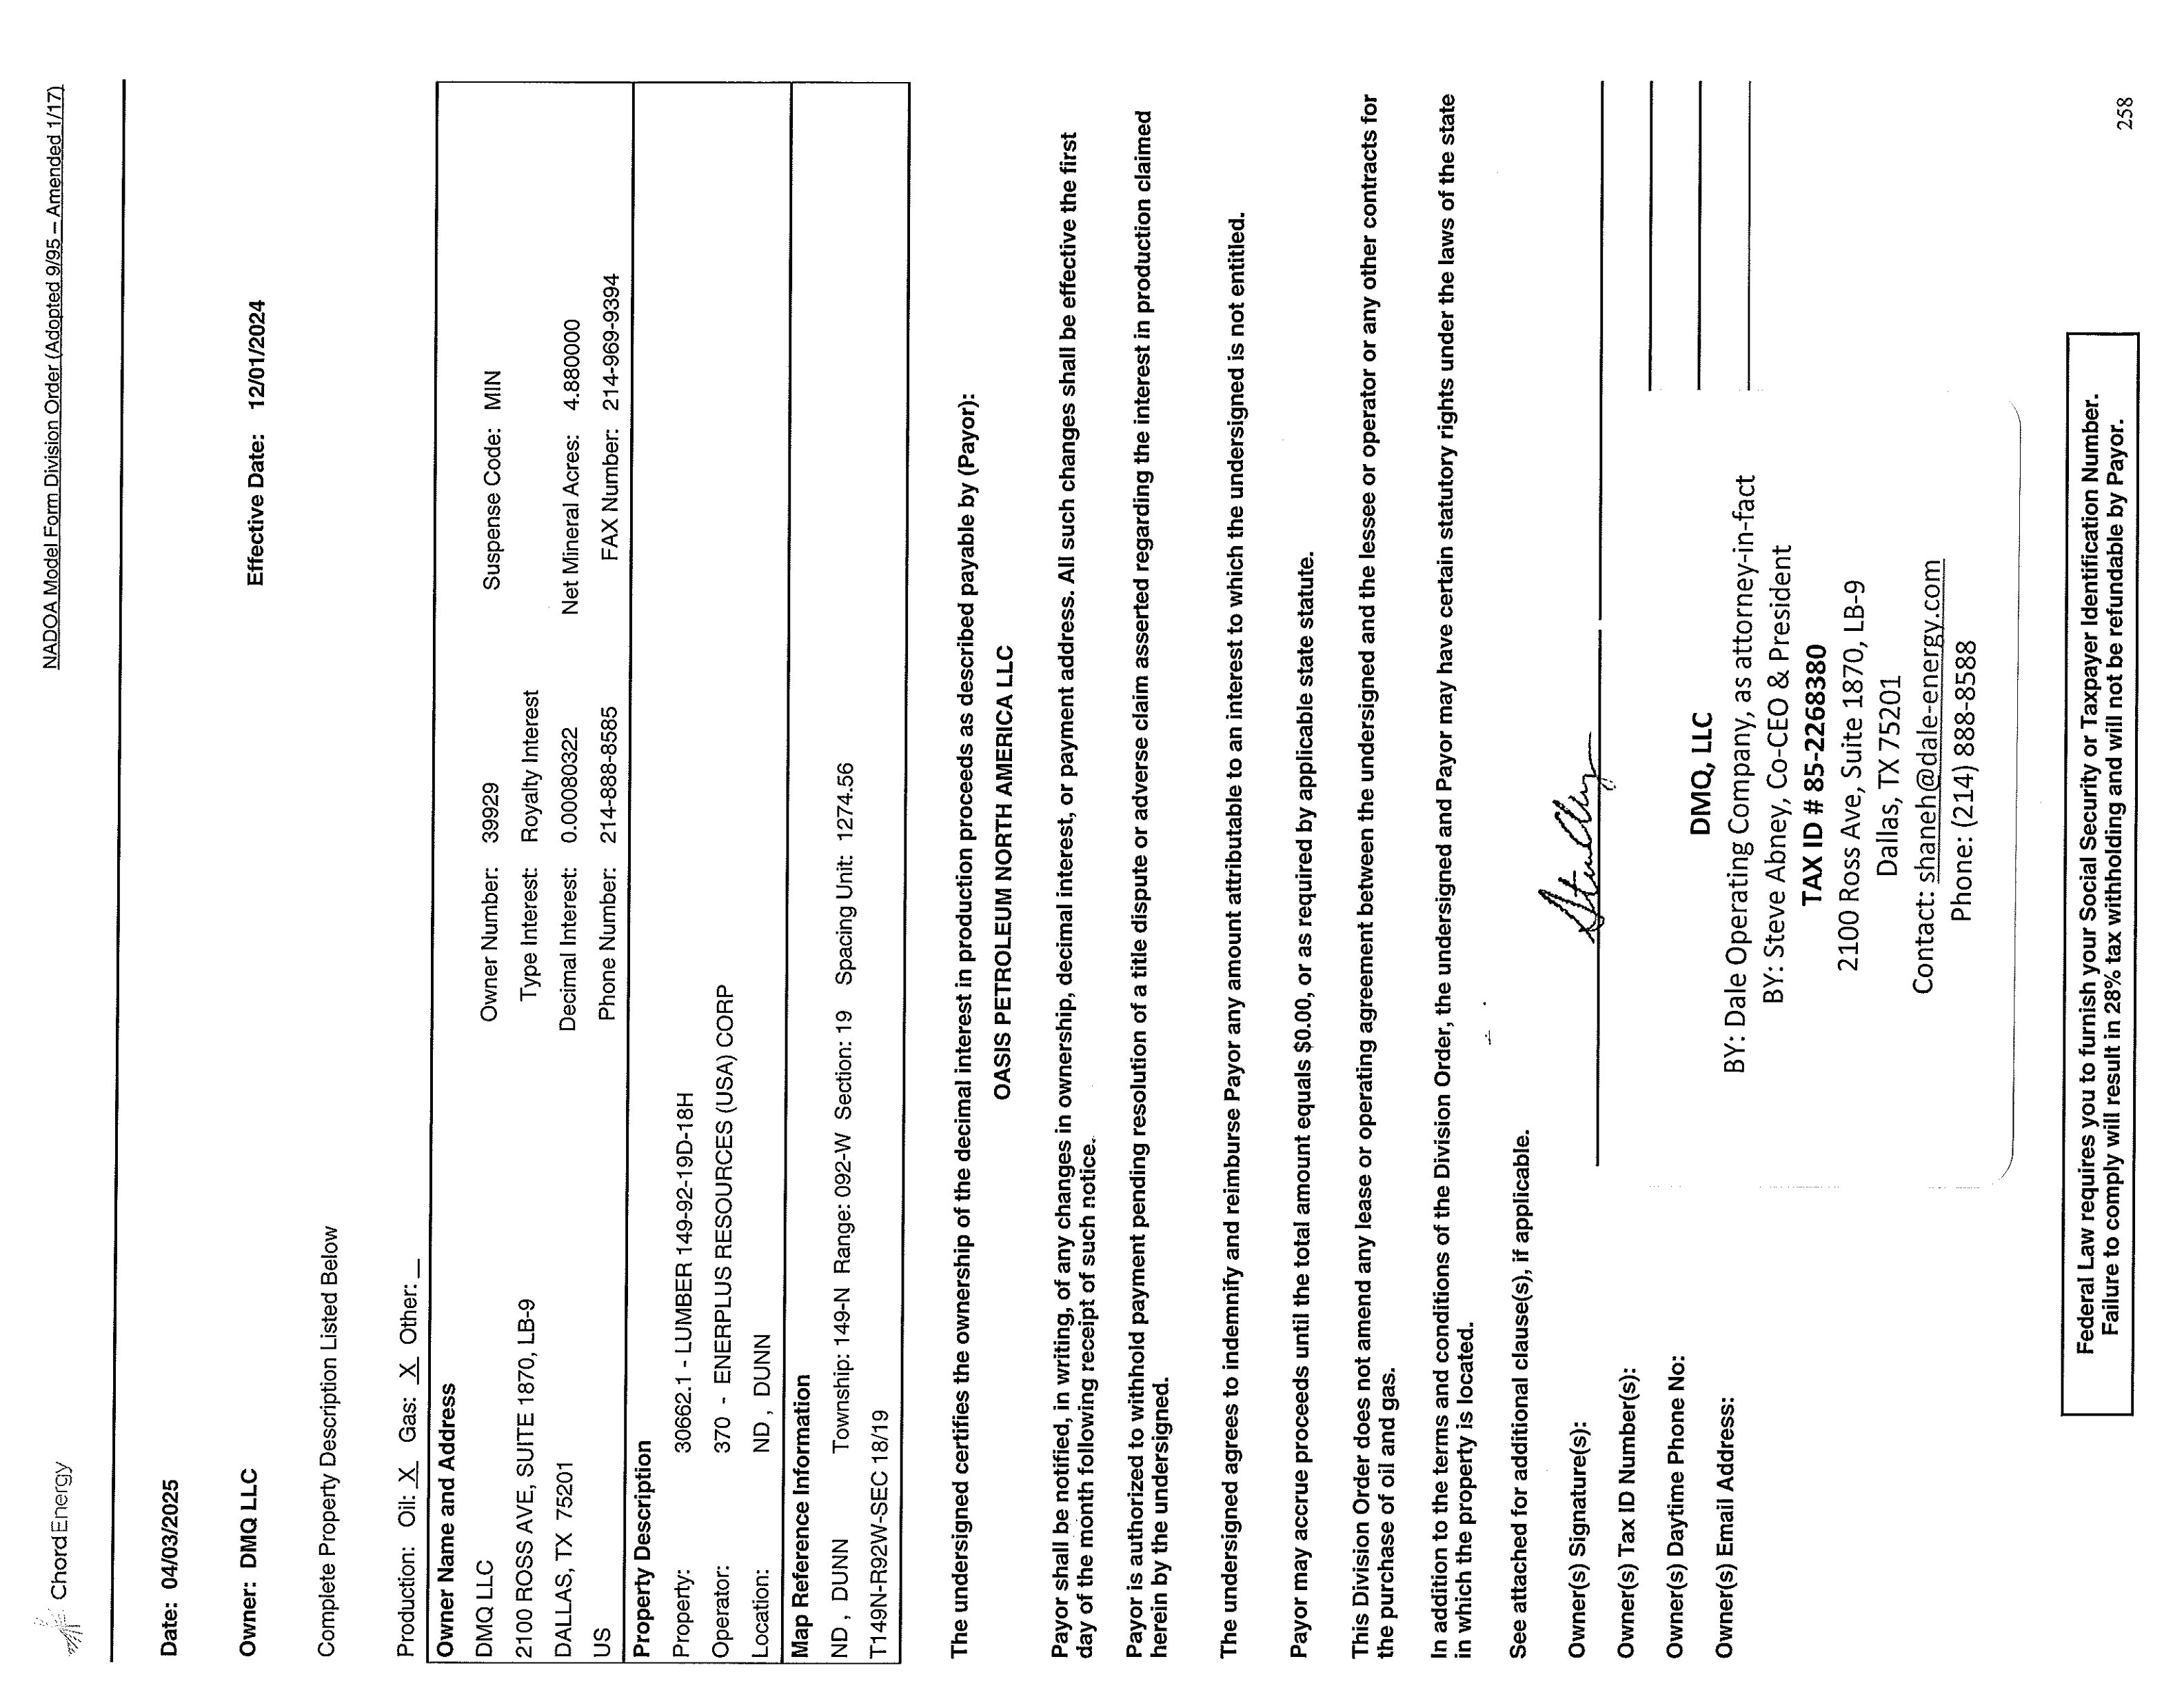 Chord Energy
NADOA Model Form Division Order (Adopted 9/95 – Amended 1/17)
Date: 04/03/2025
Owner: DMQ LLC
Effective Date: 12/01/2024
Complete Property Description Listed Below
Production: Oil: X Gas: X Other: _
Owner Name and Address
DMQ LLC Owner Number: 39929 Suspense Code: MIN
2100 ROSS AVE, SUITE 1870, LB-9 Type Interest: Royalty Interest
DALLAS, TX 75201 Decimal Interest: 0.00080322 Net Mineral Acres: 4.880000
US Phone Number: 214-888-8585 FAX Number: 214-969-9394
Property Description
Property: 30662.1 - LUMBER 149-92-19D-18H
Operator: 370 - ENERPLUS RESOURCES (USA) CORP
Location: ND , DUNN
Map Reference Information
ND , DUNN Township: 149-N Range: 092-W Section: 19 Spacing Unit: 1274.56
T149N-R92W-SEC 18/19
The undersigned certifies the ownership of the decimal interest in production proceeds as described payable by (Payor):
OASIS PETROLEUM NORTH AMERICA LLC
Payor shall be notified, in writing, of any changes in ownership, decimal interest, or payment address. All such changes shall be effective the first
day of the month following receipt of such notice.
Payor is authorized to withhold payment pending resolution of a title dispute or adverse claim asserted regarding the interest in production claimed
herein by the undersigned.
The undersigned agrees to indemnify and reimburse Payor any amount attributable to an interest to which the undersigned is not entitled.
Payor may accrue proceeds until the total amount equals $0.00, or as required by applicable state statute.
This Division Order does not amend any lease or operating agreement between the undersigned and the lessee or operator or any other contracts for
the purchase of oil and gas.
In addition to the terms and conditions of the Division Order, the undersigned and Payor may have certain statutory rights under the laws of the state
in which the property is located.
See attached for additional clause(s), if applicable.
Owner(s) Signature(s):
Owner(s) Tax ID Number(s):
Owner(s) Daytime Phone No:
Owner(s) Email Address:
DMQ, LLC
BY: Dale Operating Company, as attorney-in-fact
BY: Steve Abney, Co-CEO & President
TAX ID # 85-2268380
2100 Ross Ave, Suite 1870, LB-9
Dallas, TX 75201
Contact: shaneh@dale-energy.com
Phone: (214) 888-8588
Federal Law requires you to furnish your Social Security or Taxpayer Identification Number.
Failure to comply will result in 28% tax withholding and will not be refundable by Payor.
258